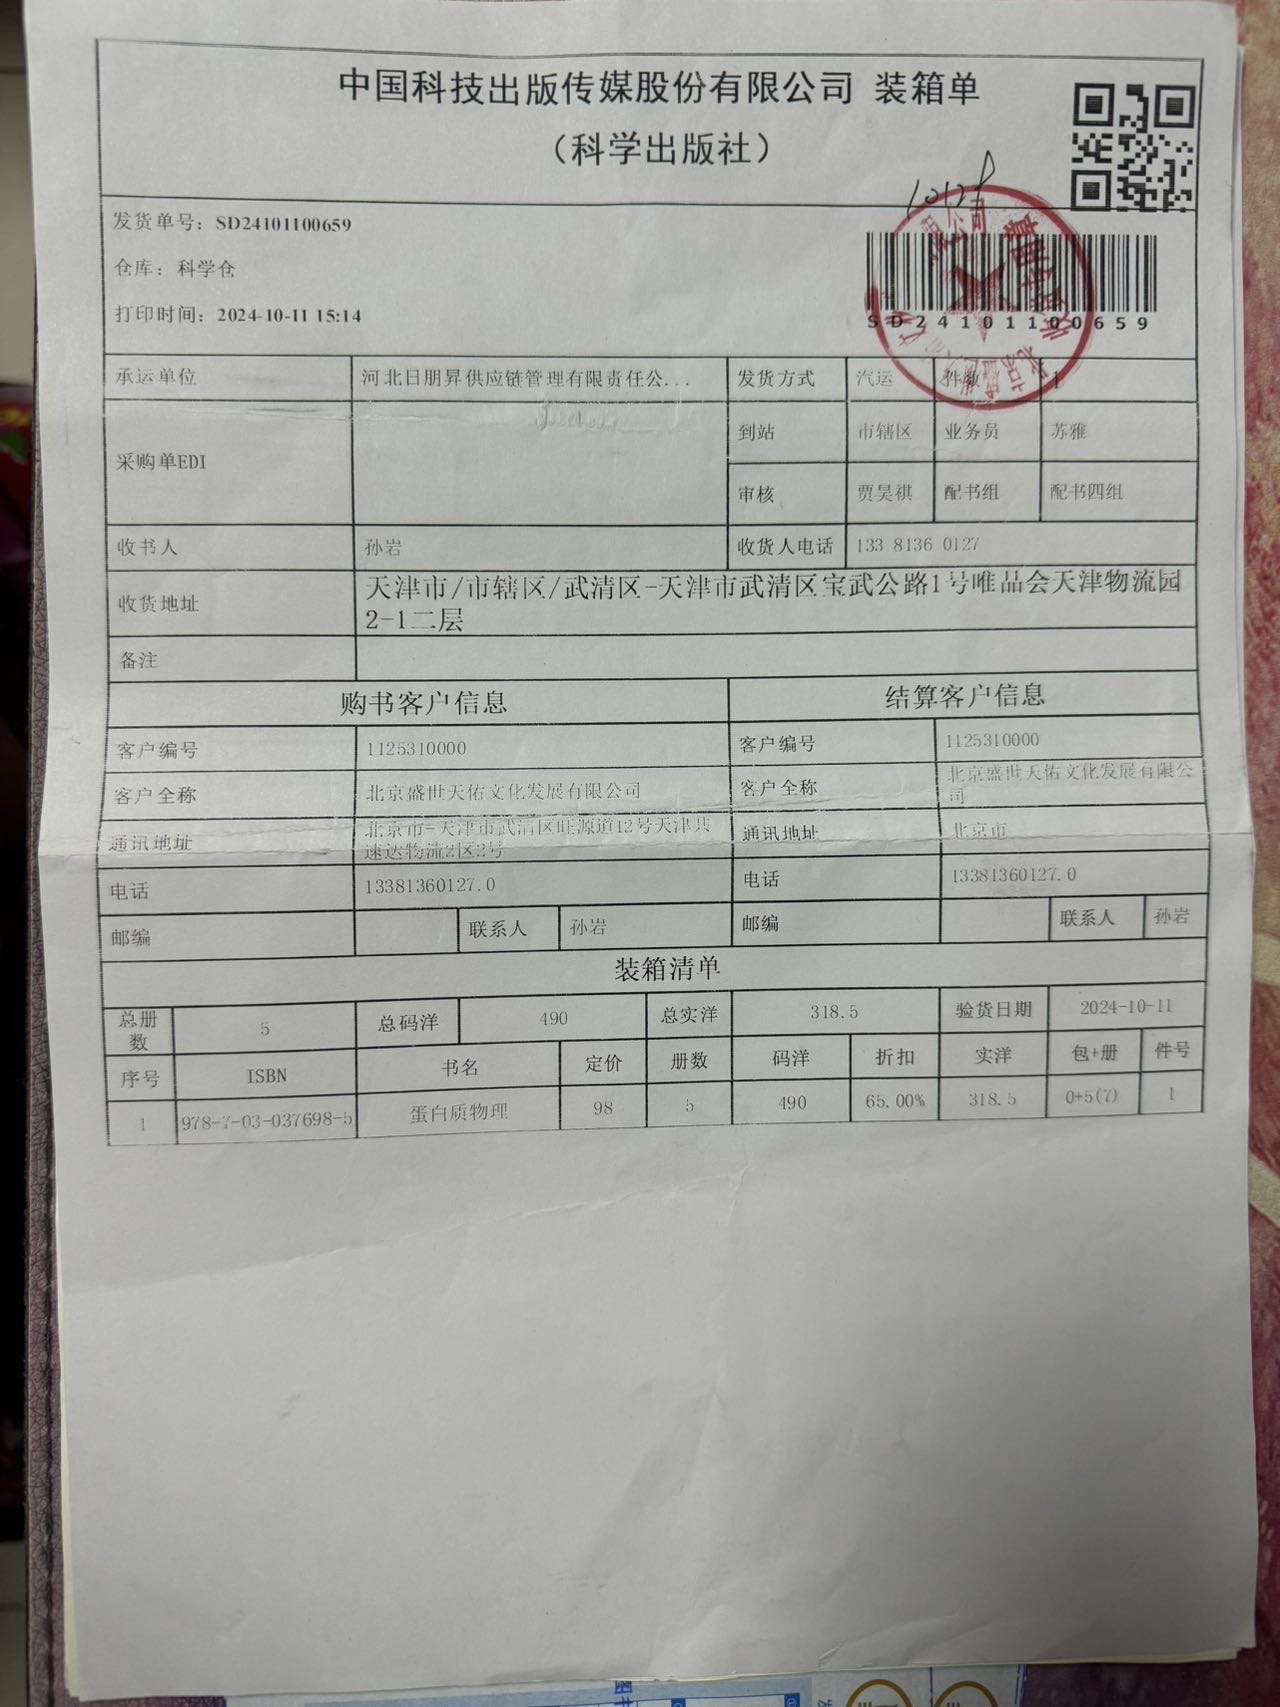 中国科技出版传媒股份有限公司 装箱单
（科学出版社）
发货单号：SD24101100659
仓库：科学仓
打印时间：2024-10-11 15:14
SD24101100659
承运单位 河北日朋昇供应链管理有限责任公... 发货方式 汽运 件数 1
采购单EDI 到站 市辖区 业务员 苏雅
审核 贾昊祺 配书组 配书四组
收书人 孙岩 收货人电话 133 8136 0127
收货地址 天津市/市辖区/武清区-天津市武清区宝武公路1号唯品会天津物流园
2-1二层
备注
购书客户信息 结算客户信息
客户编号 1125310000 客户编号 1125310000
客户全称 北京盛世天佑文化发展有限公司 客户全称 北京盛世天佑文化发展有限公
司
通讯地址 北京市-天津市武清区旺源道12号天津共
速达物流2区2号 通讯地址 北京市
电话 13381360127.0 电话 13381360127.0
邮编 联系人 孙岩 邮编 联系人 孙岩
装箱清单
总册数 5 总码洋 490 总实洋 318.5 验货日期 2024-10-11
序号 ISBN 书名 定价 册数 码洋 折扣 实洋 包+册 件号
1 978-7-03-037698-5 蛋白质物理 98 5 490 65.00% 318.5 0+5(7) 1